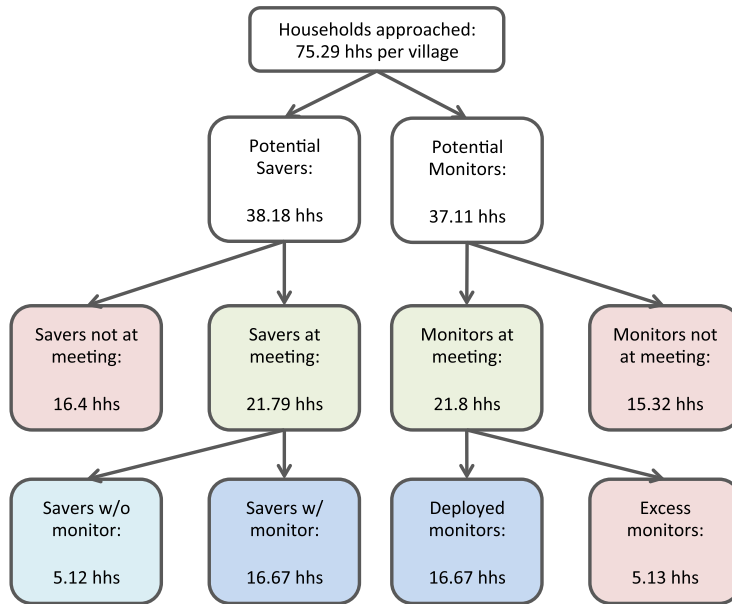 Households approached:
75.29 hhs per village
Potential
Savers:
38.18 hhs
Potential
Monitors:
37.11 hhs
Savers not at
meeting:
16.4 hhs
Savers at
meeting:
21.79 hhs
Monitors at
meeting:
21.8 hhs
Monitors not
at meeting:
15.32 hhs
Savers w/o
monitor:
5.12 hhs
Savers w/
monitor:
16.67 hhs
Deployed
monitors:
16.67 hhs
Excess
monitors:
5.13 hhs